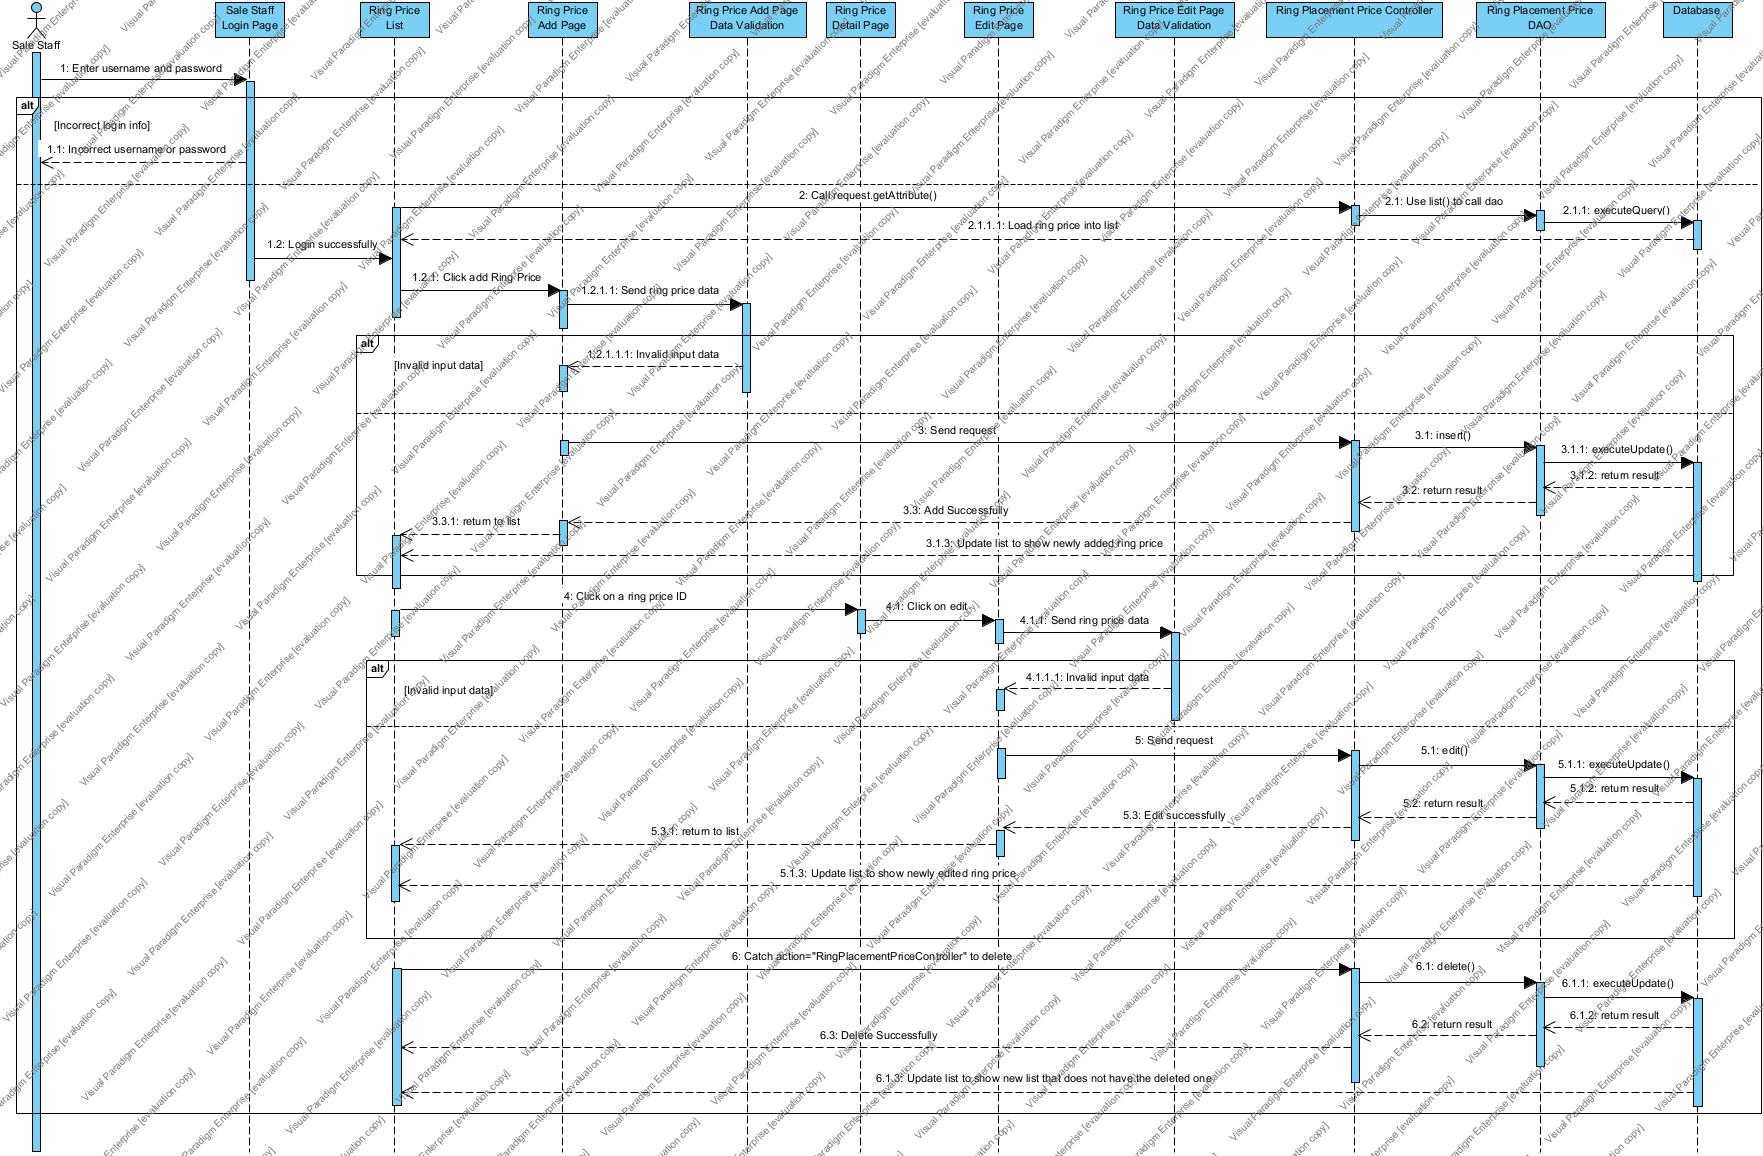 Sale Staff
Sale Staff
Login Page
Ring Price
List
Ring Price
Add Page
Ring Price Add Page
Data Validation
Ring Price
Detail Page
Ring Price
Edit Page
Ring Price Edit Page
Data Validation
Ring Placement Price Controller
Ring Placement Price
DAO
Database
1: Enter username and password
alt
[Incorrect login info]
1.1: Incorrect username or password
2: Call request.getAttribute()
2.1: Use list() to call dao
2.1.1: executeQuery()
2.1.1.1: Load ring price into list
1.2: Login successfully
1.2.1: Click add Ring Price
1.2.1.1: Send ring price data
alt
[Invalid input data]
1.2.1.1.1: Invalid input data
3: Send request
3.1: insert()
3.1.1: executeUpdate()
3.1.2: return result
3.2: return result
3.3: Add Successfully
3.3.1: return to list
3.1.3: Update list to show newly added ring price
4: Click on a ring price ID
4.1: Click on edit
4.1.1: Send ring price data
alt
[Invalid input data]
4.1.1.1: Invalid input data
5: Send request
5.1: edit()
5.1.1: executeUpdate()
5.1.2: return result
5.2: return result
5.3: Edit successfully
5.3.1: return to list
5.1.3: Update list to show newly edited ring price
6: Catch action="RingPlacementPriceController" to delete
6.1: delete()
6.1.1: executeUpdate()
6.1.2: return result
6.2: return result
6.3: Delete Successfully
6.1.3: Update list to show new list that does not have the deleted one
Visual Paradigm Enterprise [evaluation copy]